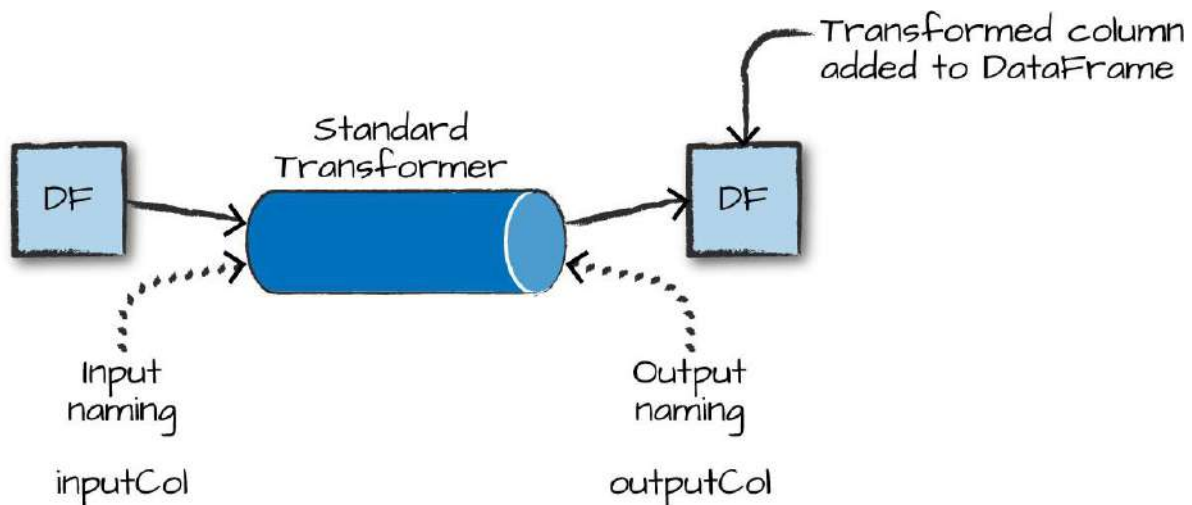 Transformed column
added to DataFrame
Standard
Transformer
DF
DF
Input
naming
inputCol
Output
naming
outputCol